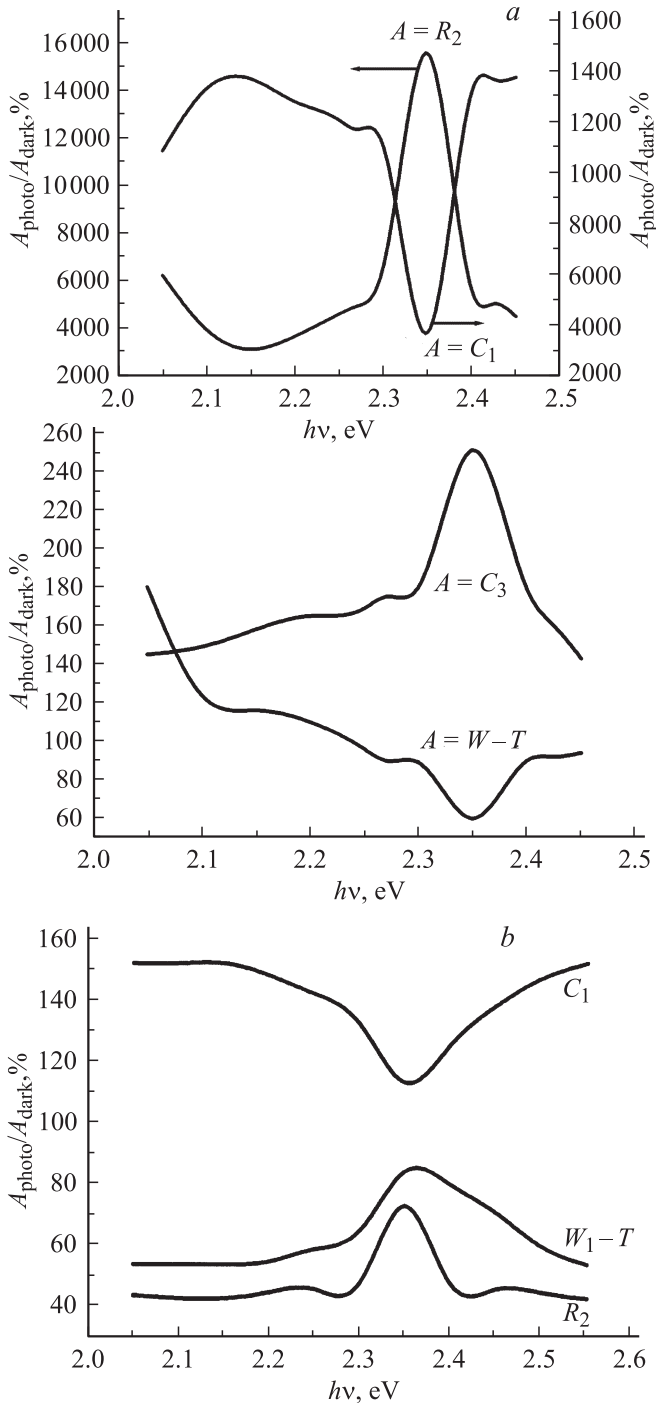 a
A = R2
A = C1
16000
14000
12000
10000
8000
6000
4000
2000
Aphoto/Adark,%
1600
1400
1200
1000
8000
6000
4000
2000
Aphoto/Adark,%
2.0 2.1 2.2 2.3 2.4 2.5
hν, eV
260
240
220
200
180
160
140
120
100
80
60
Aphoto/Adark,%
A = C3
A = W – T
2.0 2.1 2.2 2.3 2.4 2.5
hν, eV
b
160
140
120
100
80
60
40
Aphoto/Adark,%
C1
W1 – T
R2
2.0 2.1 2.2 2.3 2.4 2.5 2.6
hν, eV